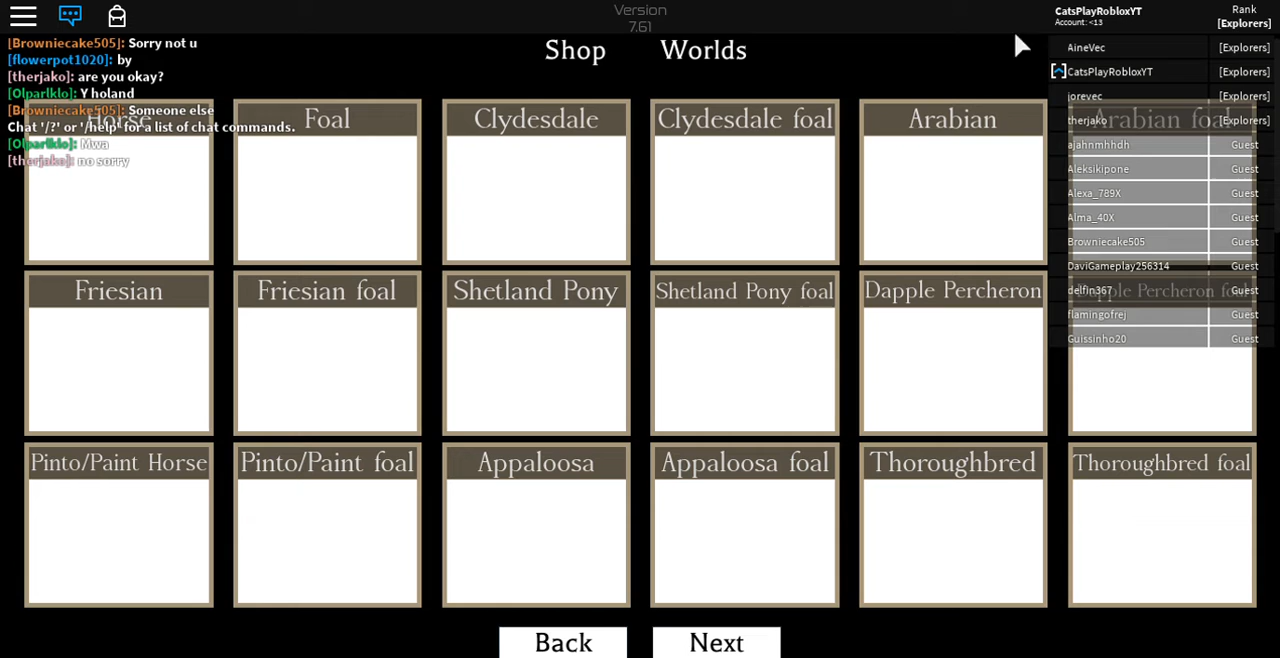 Version
7.61
CatsPlayRobloxYT
Account: <13
Rank
[Explorers]
[Browniecake505]: Sorry not u
[flowerpot1020]: by
[therjako]: are you okay?
[Olparlklo]: Y holand
[Browniecake505]: Someone else
Chat '/?' or '/help' for a list of chat commands.
[Olparlklo]: Mwa
[therjako]: no sorry
Shop Worlds
AineVec [Explorers]
CatsPlayRobloxYT [Explorers]
jorevec [Explorers]
therjako [Explorers]
ajahnmhhdh Guest
Aleksikipone Guest
Alexa_789X Guest
Alma_40X Guest
Browniecake505 Guest
DaviGameplay256314 Guest
delfin367 Guest
flamingofrej Guest
Guissinho20 Guest
Horse Foal Clydesdale Clydesdale foal Arabian Arabian foal
Friesian Friesian foal Shetland Pony Shetland Pony foal Dapple Percheron Dapple Percheron foal
Pinto/Paint Horse Pinto/Paint foal Appaloosa Appaloosa foal Thoroughbred Thoroughbred foal
Back Next